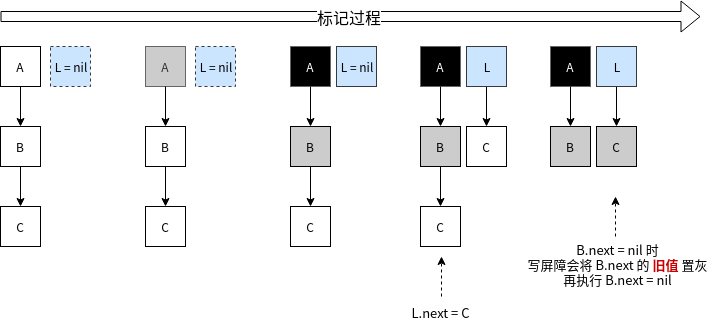 标记过程
A
L = nil
A
L = nil
A
L = nil
A
L
A
L
B
B
B
B
C
B
C
C
C
C
C
B.next = nil 时
写屏障会将 B.next 的 旧值 置灰
再执行 B.next = nil
L.next = C